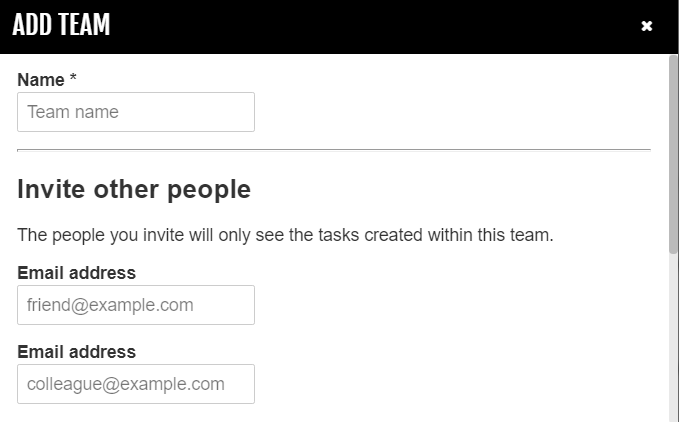 ADD TEAM
Name *
Team name
Invite other people
The people you invite will only see the tasks created within this team.
Email address
friend@example.com
Email address
colleague@example.com